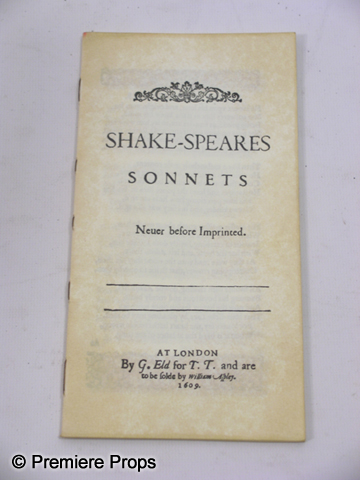 SHAKE-SPEARES
SONNETS
Neuer before Imprinted.
AT LONDON
By G. Eld for T. T. and are
to be solde by William Aspley.
1609.
© Premiere Props